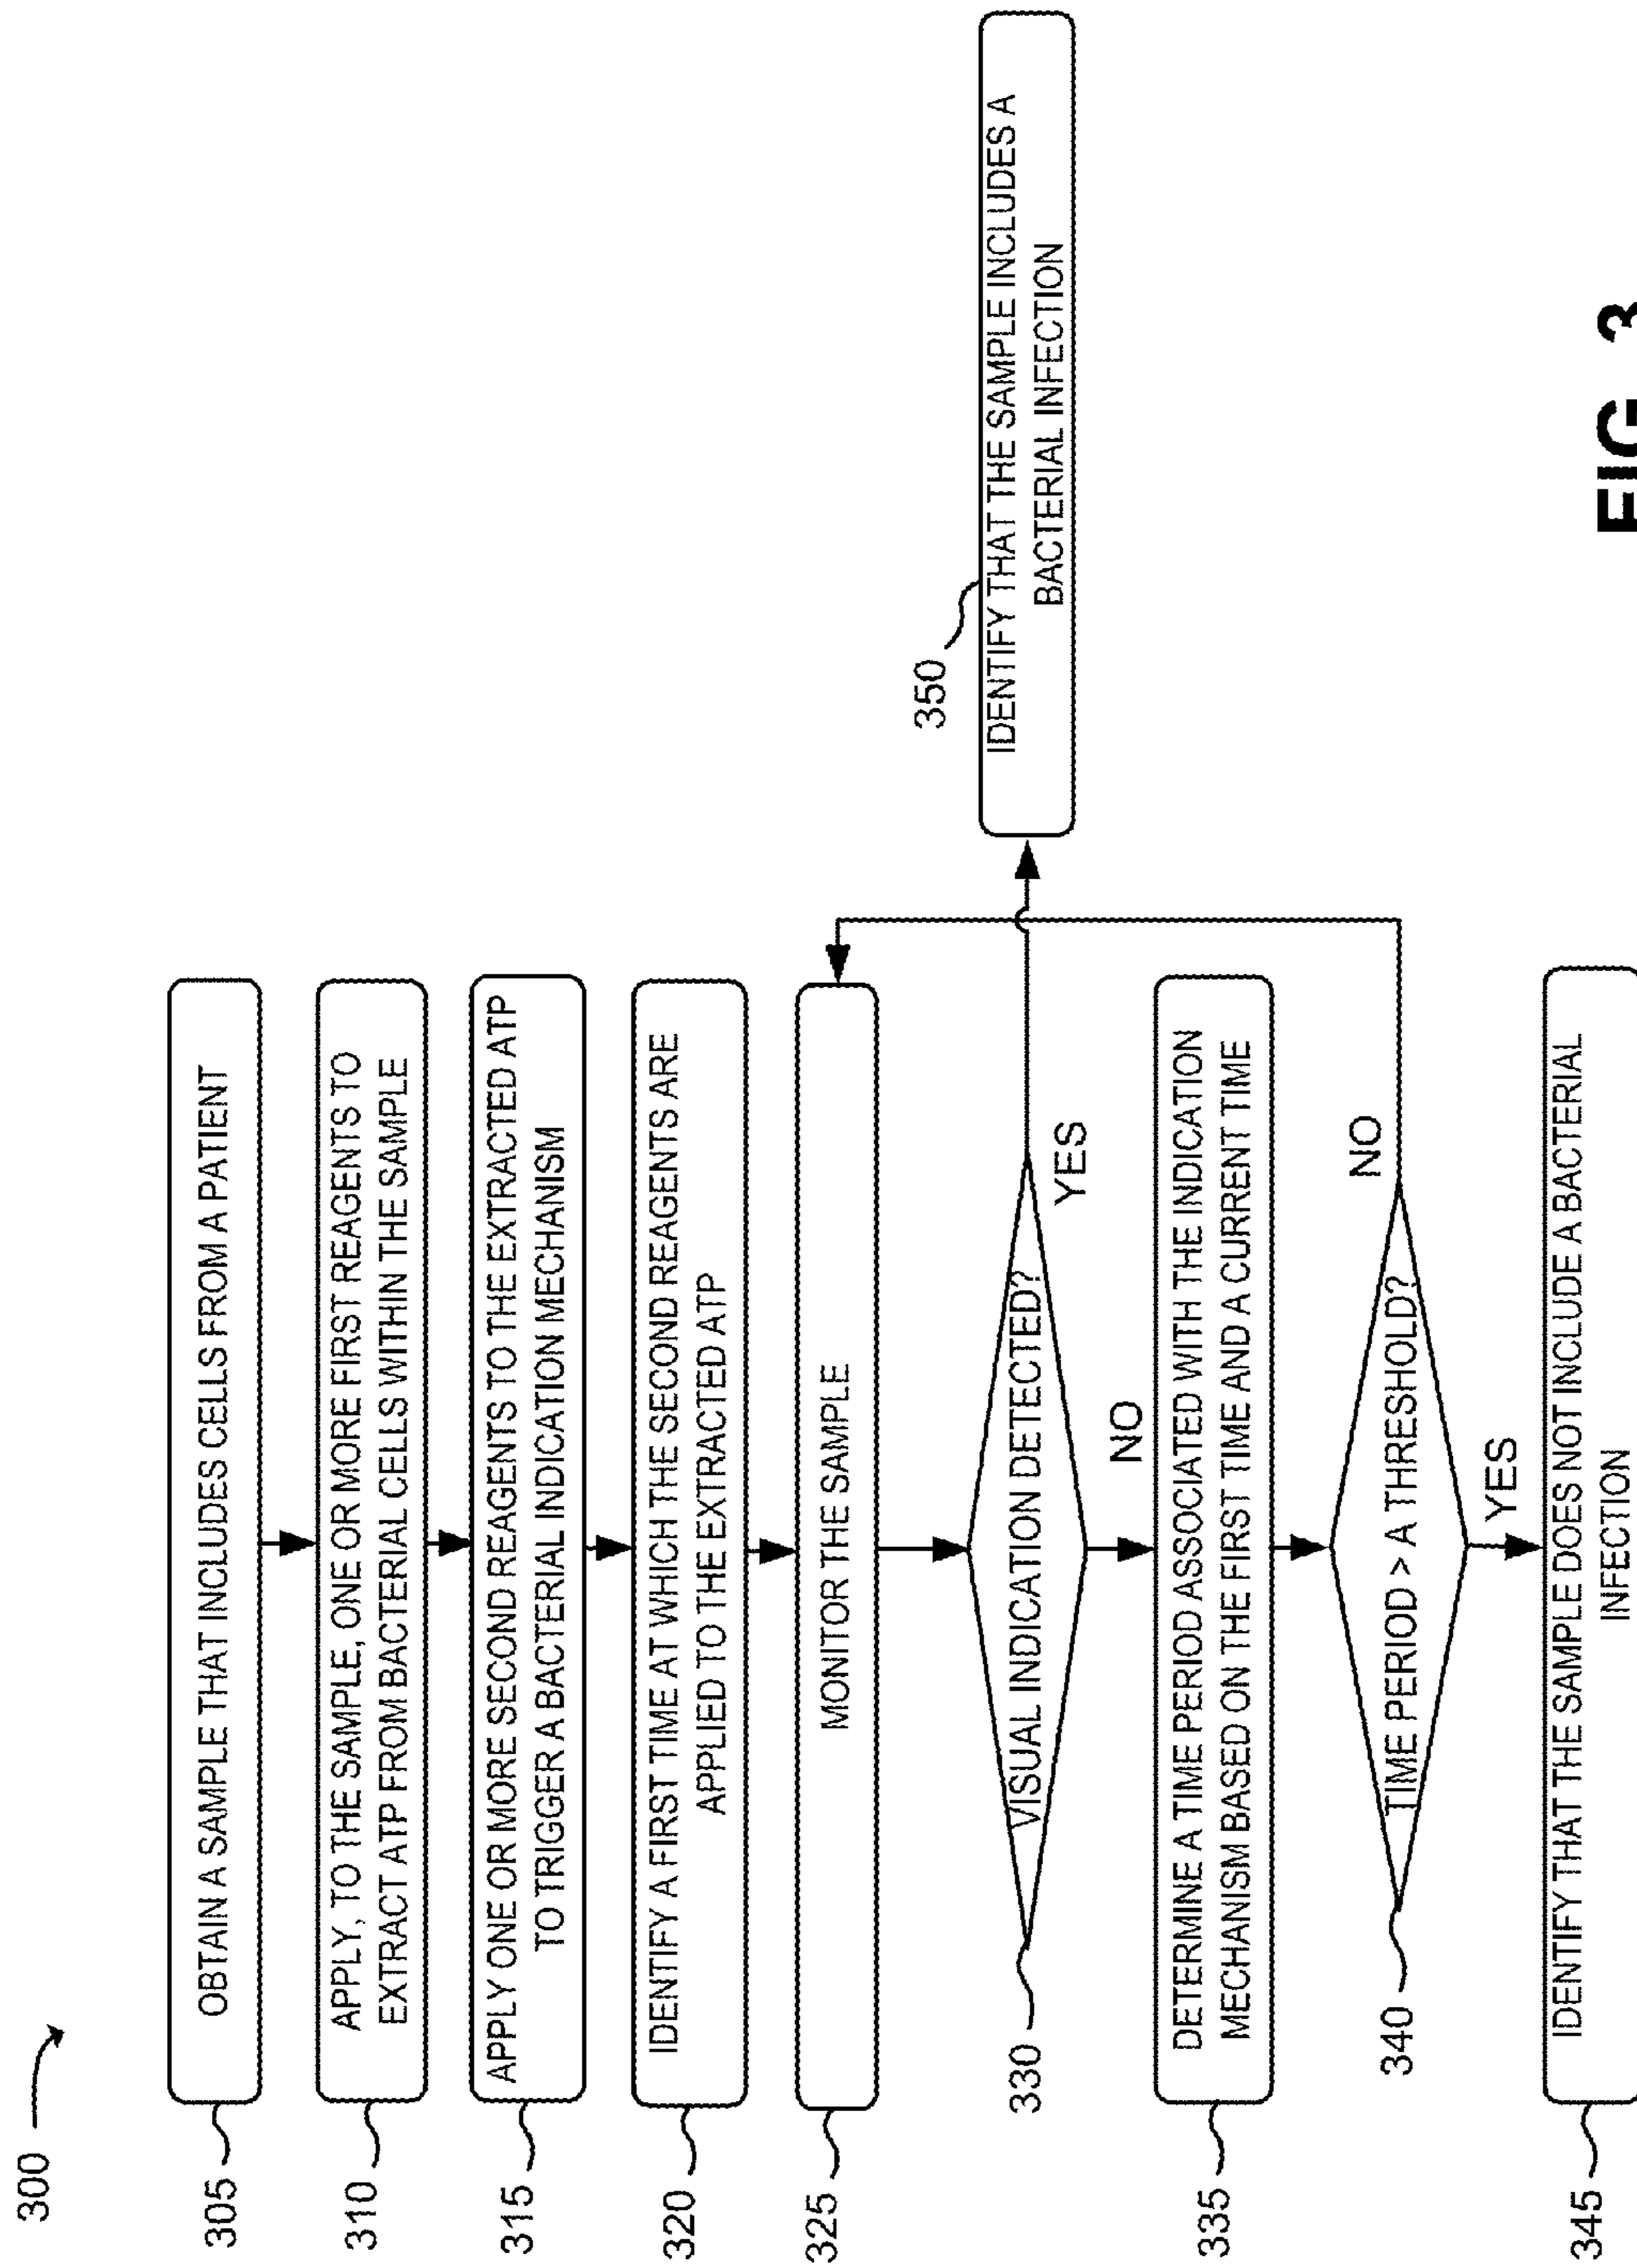 300
305
OBTAIN A SAMPLE THAT INCLUDES CELLS FROM A PATIENT
310
APPLY, TO THE SAMPLE, ONE OR MORE FIRST REAGENTS TO
EXTRACT ATP FROM BACTERIAL CELLS WITHIN THE SAMPLE
315
APPLY ONE OR MORE SECOND REAGENTS TO THE EXTRACTED ATP
TO TRIGGER A BACTERIAL INDICATION MECHANISM
320
IDENTIFY A FIRST TIME AT WHICH THE SECOND REAGENTS ARE
APPLIED TO THE EXTRACTED ATP
325
MONITOR THE SAMPLE
330
VISUAL INDICATION DETECTED?
YES
350
IDENTIFY THAT THE SAMPLE INCLUDES A
BACTERIAL INFECTION
NO
335
DETERMINE A TIME PERIOD ASSOCIATED WITH THE INDICATION
MECHANISM BASED ON THE FIRST TIME AND A CURRENT TIME
340
TIME PERIOD > A THRESHOLD?
NO
YES
345
IDENTIFY THAT THE SAMPLE DOES NOT INCLUDE A BACTERIAL
INFECTION
FIG. 3